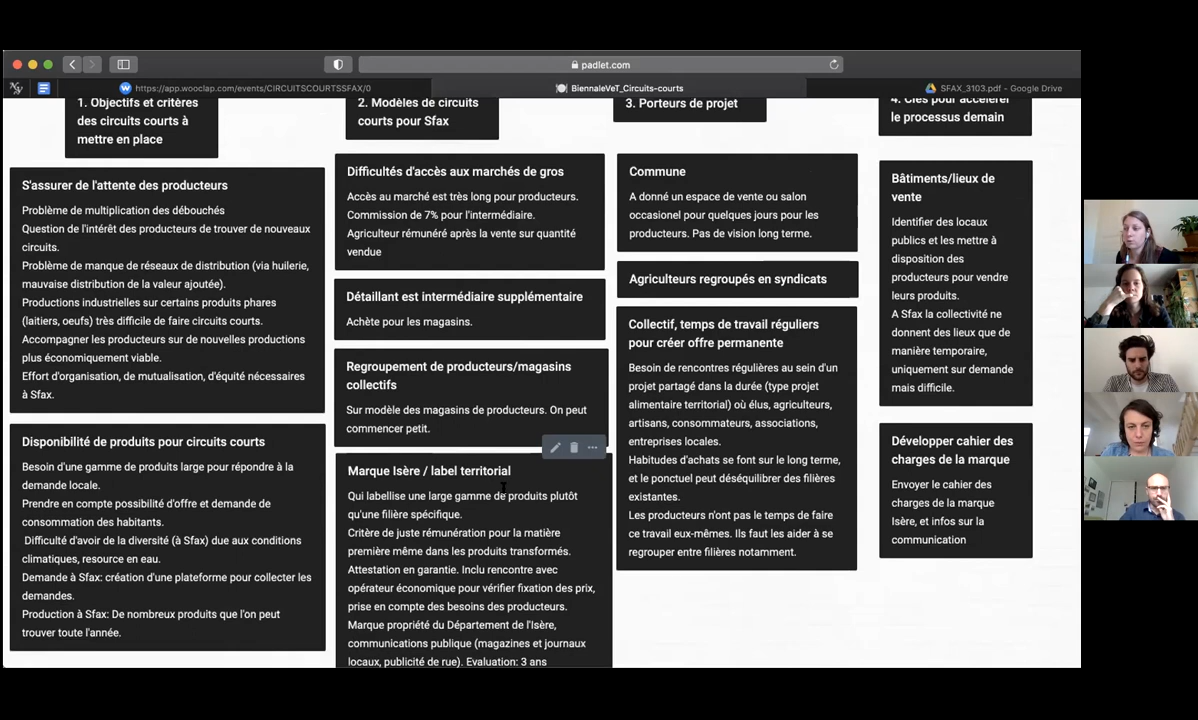 padlet.com
https://app.wooclap.com/events/CIRCUITSCOURTSSFAX/0
BiennaleVeT_Circuits-courts
SFAX_3103.pdf - Google Drive
1. Objectifs et critères
des circuits courts à
mettre en place
S'assurer de l'attente des producteurs
Problème de multiplication des débouchés
Question de l'intérêt des producteurs de trouver de nouveaux
circuits.
Problème de manque de réseaux de distribution (via huilerie,
mauvaise distribution de la valeur ajoutée).
Productions industrielles sur certains produits phares
(laitiers, oeufs) très difficile de faire circuits courts.
Accompagner les producteurs sur de nouvelles productions
plus économiquement viable.
Effort d'organisation, de mutualisation, d'équité nécessaires
à Sfax.
Disponibilité de produits pour circuits courts
Besoin d'une gamme de produits large pour répondre à la
demande locale.
Prendre en compte possibilité d'offre et demande de
consommation des habitants.
Difficulté d'avoir de la diversité (à Sfax) due aux conditions
climatiques, resource en eau.
Demande à Sfax: création d'une plateforme pour collecter les
demandes.
Production à Sfax: De nombreux produits que l'on peut
trouver toute l'année.
2. Modèles de circuits
courts pour Sfax
Difficultés d'accès aux marchés de gros
Accès au marché est très long pour producteurs.
Commission de 7% pour l'intermédiaire.
Agriculteur rémunéré après la vente sur quantité
vendue
Détaillant est intermédiaire supplémentaire
Achète pour les magasins.
Regroupement de producteurs/magasins
collectifs
Sur modèle des magasins de producteurs. On peut
commencer petit.
Marque Isère / label territorial
Qui labellise une large gamme de produits plutôt
qu'une filière spécifique.
Critère de juste rémunération pour la matière
première même dans les produits transformés.
Attestation en garantie. Inclu rencontre avec
opérateur économique pour vérifier fixation des prix,
prise en compte des besoins des producteurs.
Marque propriété du Département de l'Isère,
communications publique (magazines et journaux
locaux, publicité de rue). Evaluation: 3 ans
3. Porteurs de projet
Commune
A donné un espace de vente ou salon
occasionel pour quelques jours pour les
producteurs. Pas de vision long terme.
Agriculteurs regroupés en syndicats
Collectif, temps de travail réguliers
pour créer offre permanente
Besoin de rencontres régulières au sein d'un
projet partagé dans la durée (type projet
alimentaire territorial) où élus, agriculteurs,
artisans, consommateurs, associations,
entreprises locales.
Habitudes d'achats se font sur le long terme,
et le ponctuel peut déséquilibrer des filières
existantes.
Les producteurs n'ont pas le temps de faire
ce travail eux-mêmes. Ils faut les aider à se
regrouper entre filières notamment.
4. Clés pour accélérer
le processus demain
Bâtiments/lieux de
vente
Identifier des locaux
publics et les mettre à
disposition des
producteurs pour vendre
leurs produits.
A Sfax la collectivité ne
donnent des lieux que de
manière temporaire,
uniquement sur demande
mais difficile.
Développer cahier des
charges de la marque
Envoyer le cahier des
charges de la marque
Isère, et infos sur la
communication